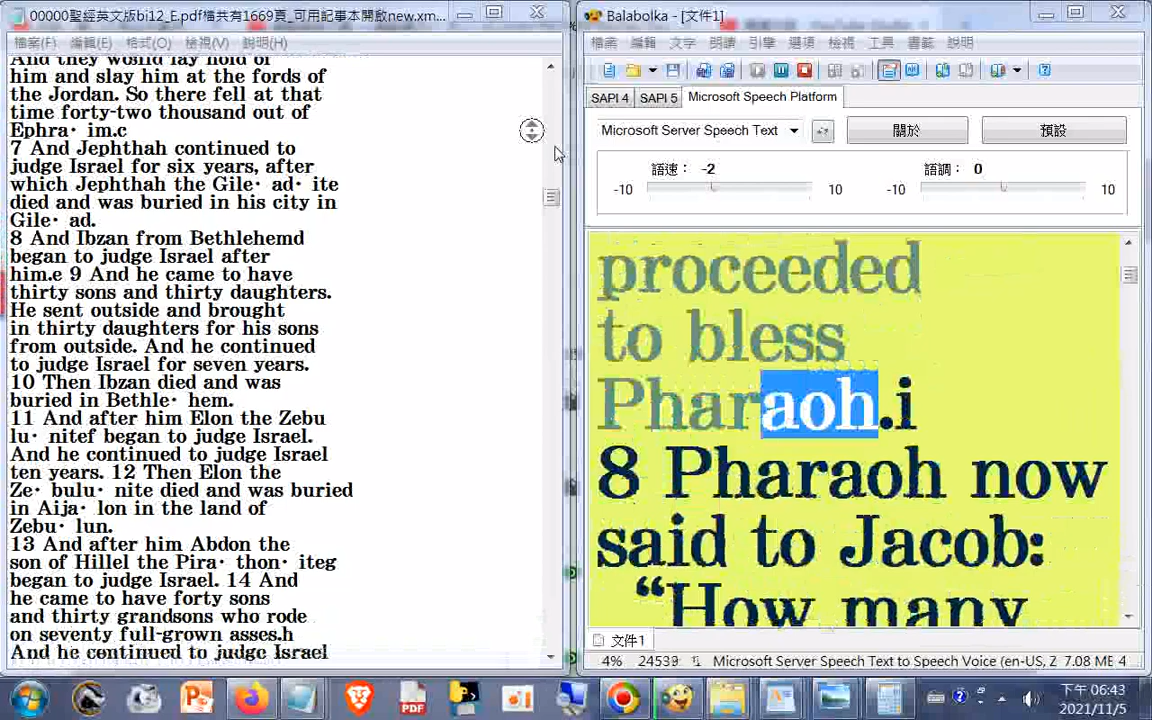 00000聖經英文版bi12_E.pdf檔共有1669頁_可用記事本開啟new.xm...
檔案(F) 編輯(E) 格式(O) 檢視(V) 說明(H)
And they would lay hold of
him and slay him at the fords of
the Jordan. So there fell at that
time forty-two thousand out of
Ephra· im.c
7 And Jephthah continued to
judge Israel for six years, after
which Jephthah the Gile· ad· ite
died and was buried in his city in
Gile· ad.
8 And Ibzan from Bethlehemd
began to judge Israel after
him.e 9 And he came to have
thirty sons and thirty daughters.
He sent outside and brought
in thirty daughters for his sons
from outside. And he continued
to judge Israel for seven years.
10 Then Ibzan died and was
buried in Bethle· hem.
11 And after him Elon the Zebu
lu· nitef began to judge Israel.
And he continued to judge Israel
ten years. 12 Then Elon the
Ze· bulu· nite died and was buried
in Aija· lon in the land of
Zebu· lun.
13 And after him Abdon the
son of Hillel the Pira· thon· iteg
began to judge Israel. 14 And
he came to have forty sons
and thirty grandsons who rode
on seventy full-grown asses.h
And he continued to judge Israel
Balabolka - [文件1]
檔案 編輯 文字 朗讀 引擎 選項 檢視 工具 書籤 說明
SAPI 4 SAPI 5 Microsoft Speech Platform
Microsoft Server Speech Text 關於 預設
語速： -2 語調： 0
-10 10 -10 10
proceeded
to bless
Pharaoh.i
8 Pharaoh now
said to Jacob:
“How many
文件1
4% 24539 Microsoft Server Speech Text to Speech Voice (en-US, Z 7.08 ME 4
PDF
下午 06:43
2021/11/5